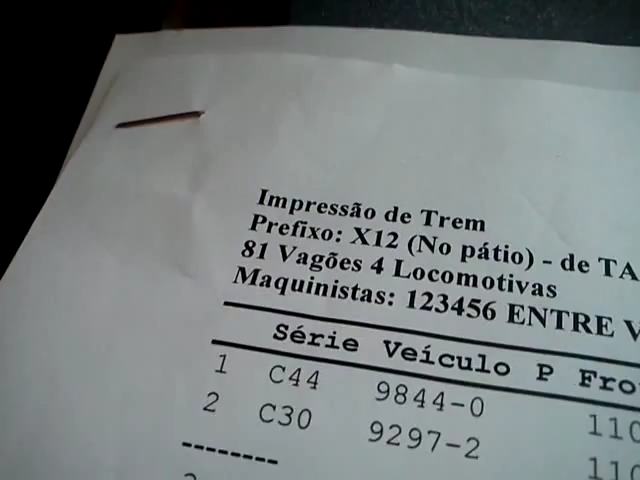 Impressão de Trem
Prefixo: X12 (No pátio) - de TA
81 Vagões 4 Locomotivas
Maquinistas: 123456 ENTRE V
Série Veículo P Fro
1 C44 9844-0 110
2 C30 9297-2 110
--------